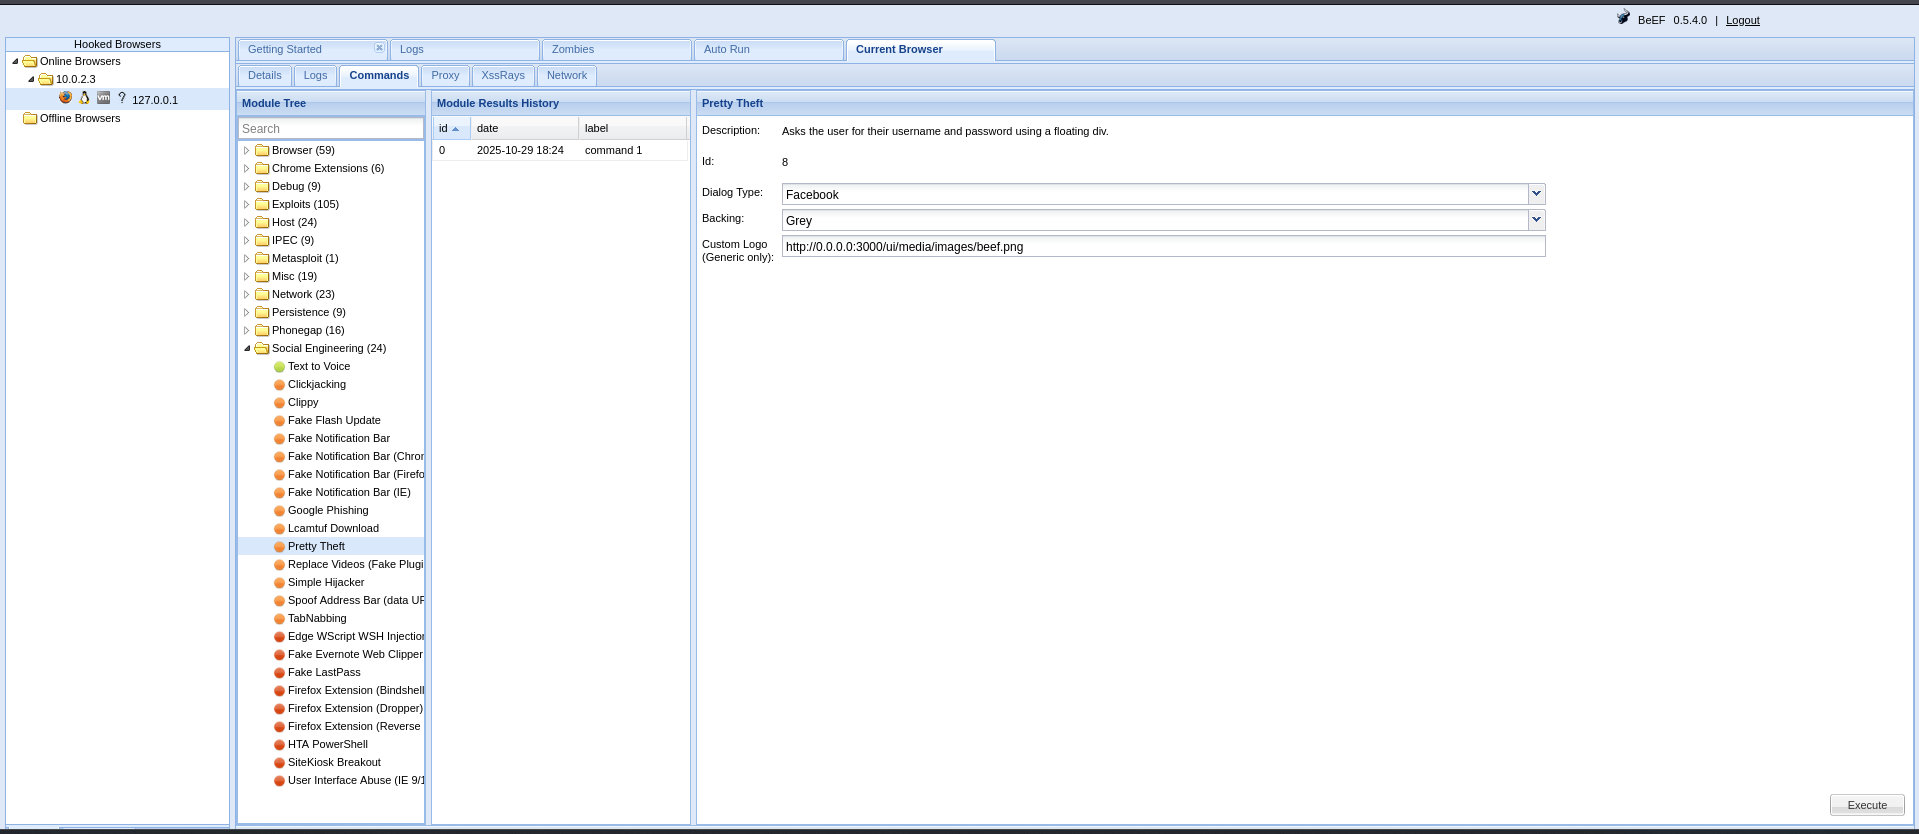 BeEF 0.5.4.0 | Logout
Hooked Browsers
Online Browsers
10.0.2.3
127.0.0.1
Offline Browsers
Getting Started
Logs
Zombies
Auto Run
Current Browser
Details
Logs
Commands
Proxy
XssRays
Network
Module Tree
Search
Browser (59)
Chrome Extensions (6)
Debug (9)
Exploits (105)
Host (24)
IPEC (9)
Metasploit (1)
Misc (19)
Network (23)
Persistence (9)
Phonegap (16)
Social Engineering (24)
Text to Voice
Clickjacking
Clippy
Fake Flash Update
Fake Notification Bar
Fake Notification Bar (Chror
Fake Notification Bar (Firefo
Fake Notification Bar (IE)
Google Phishing
Lcamtuf Download
Pretty Theft
Replace Videos (Fake Plugi
Simple Hijacker
Spoof Address Bar (data UR
TabNabbing
Edge WScript WSH Injection
Fake Evernote Web Clipper
Fake LastPass
Firefox Extension (Bindshell
Firefox Extension (Dropper)
Firefox Extension (Reverse
HTA PowerShell
SiteKiosk Breakout
User Interface Abuse (IE 9/1
Module Results History
id date label
0 2025-10-29 18:24 command 1
Pretty Theft
Description: Asks the user for their username and password using a floating div.
Id: 8
Dialog Type: Facebook
Backing: Grey
Custom Logo
(Generic only): http://0.0.0.0:3000/ui/media/images/beef.png
Execute